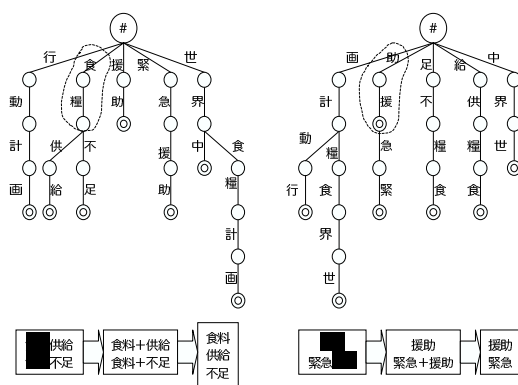 #
行 食 援 緊 世
動 糧 助 急 界
計 供 不 援 中 食
画 給 足 助 糧
計
画
供給
不足
食料+供給
食料+不足
食料
供給
不足
#
画 助 足 給 中
計 援 不 供 界
動 糧 急 糧 糧 世
行 食 緊 食 食
界
世
緊急
援助
緊急+援助
援助
緊急